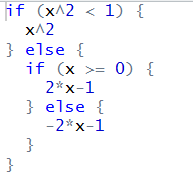 if (x^2 < 1) {
  x^2
} else {
  if (x >= 0) {
    2*x-1
  } else {
    -2*x-1
  }
}